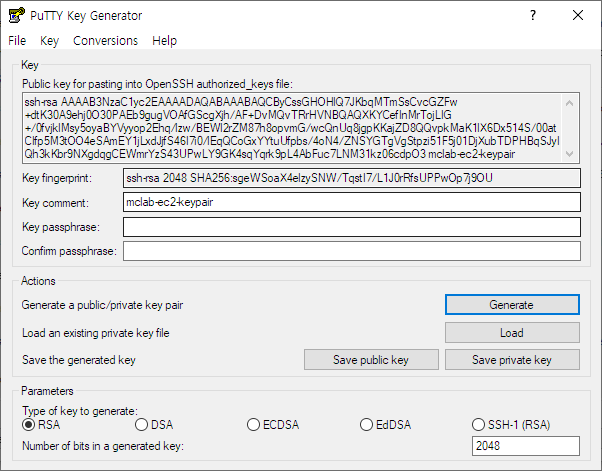 PuTTY Key Generator
File Key Conversions Help
Key
Public key for pasting into OpenSSH authorized_keys file:
ssh-rsa AAAAB3NzaC1yc2EAAAADAQABAAABAQCByCssGHOHlQ7JKbqMTmSsCvcGZFw
+dtK30A9ehj0O30PAEb9gugVOAfGScgXjh/AF+DvMQvTRrHVNBQAQXKYCefInMrTojLIG
+/0fvjkIMsy5oyaBYVyyop2Ehq/Izw/BEWI2rZM87h8opvmG/wcQnUq8jgpKKajZD8QQvpkMaK1IX6Dx514S/00at
Clfp5M3tOO4eSAmEY1jLxdJjfS46I7i0/IEqQCoGxYYtuUfpbs/4oN4/ZNSYGTgVgStpzi51F5j01DjXubTDPHBqSJyl
Qh3kKbr9NXgdqgCEWmrYzS43UPwLY9GK4sqYqrk9pL4AbFuc7LNM31kz06cdpO3 mclab-ec2-keypair
Key fingerprint: ssh-rsa 2048 SHA256:sgeWSoaX4elzySNW/TqstI7/L1J0rRfsUPPwOp7j9OU
Key comment: mclab-ec2-keypair
Key passphrase:
Confirm passphrase:
Actions
Generate a public/private key pair Generate
Load an existing private key file Load
Save the generated key Save public key Save private key
Parameters
Type of key to generate:
RSA DSA ECDSA EdDSA SSH-1 (RSA)
Number of bits in a generated key: 2048